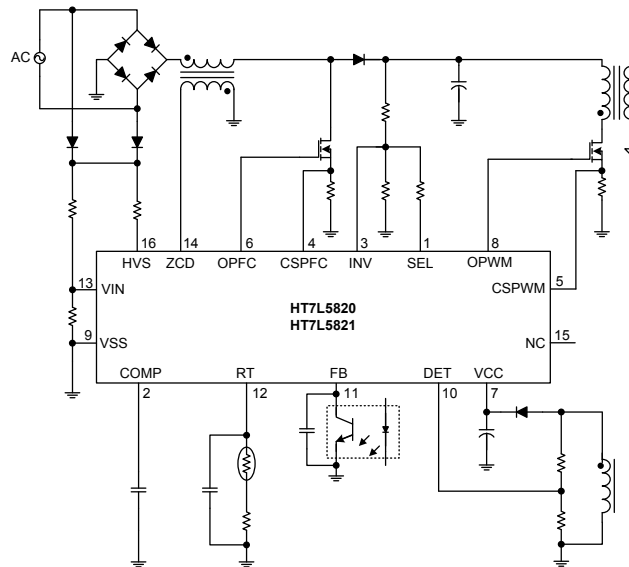 AC
16 14 6 4 3 1 8
HVS ZCD OPFC CSPFC INV SEL OPWM
13 VIN
CSPWM 5
HT7L5820
HT7L5821
9 VSS
NC 15
COMP RT FB DET VCC
2 12 11 10 7